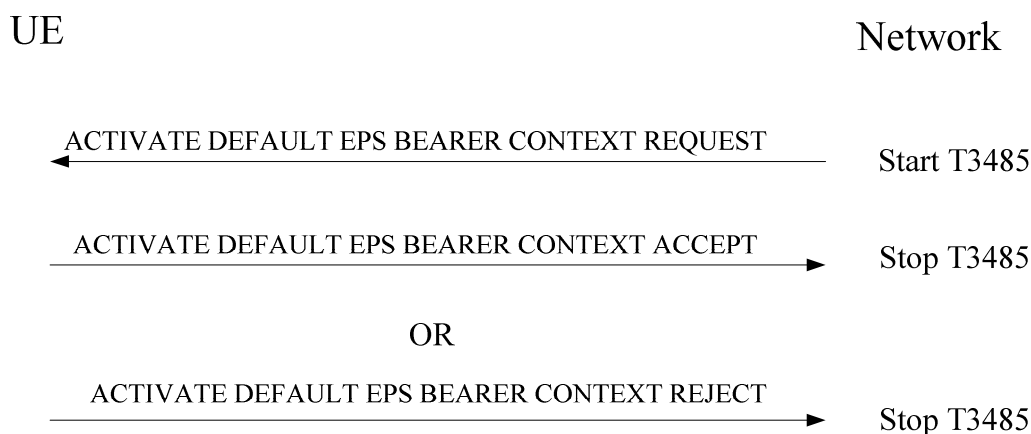 UE
Network
ACTIVATE DEFAULT EPS BEARER CONTEXT REQUEST
Start T3485
ACTIVATE DEFAULT EPS BEARER CONTEXT ACCEPT
Stop T3485
OR
ACTIVATE DEFAULT EPS BEARER CONTEXT REJECT
Stop T3485